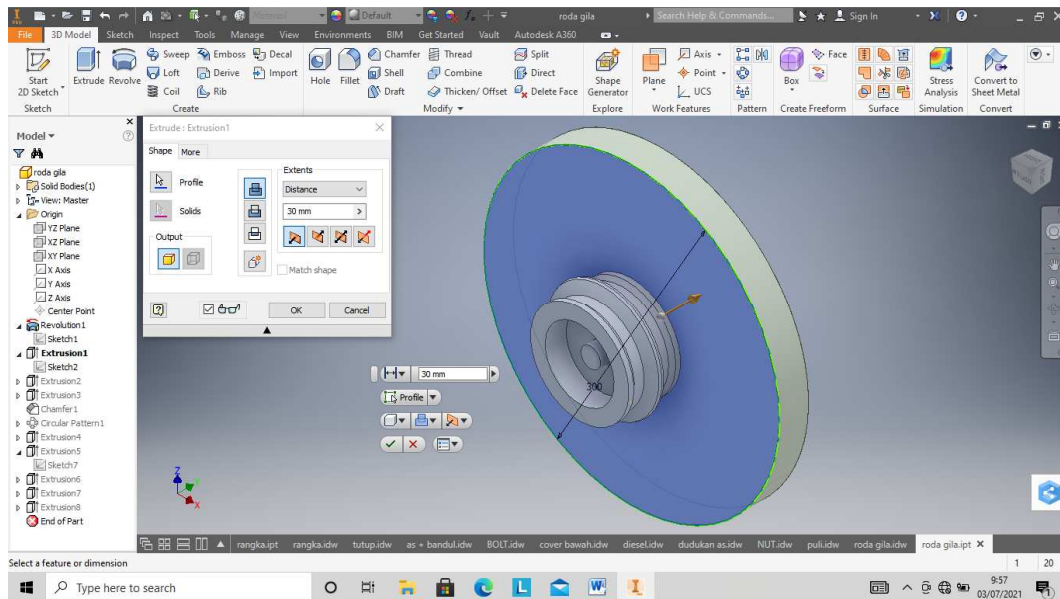 Material
Default
roda gila
Search Help & Commands...
Sign In
File 3D Model Sketch Inspect Tools Manage View Environments BIM Get Started Vault Autodesk A360
Start 2D Sketch
Extrude
Revolve
Sweep Emboss Decal
Loft Derive Import
Coil Rib
Hole
Fillet
Chamfer Thread Split
Shell Combine Direct
Draft Thicken/ Offset Delete Face
Shape Generator
Plane
Axis
Point
UCS
Box
Face
Stress Analysis
Convert to Sheet Metal
Sketch Create Modify Explore Work Features Pattern Create Freeform Surface Simulation Convert
Model
roda gila
Solid Bodies(1)
View: Master
Origin
YZ Plane
XZ Plane
XY Plane
X Axis
Y Axis
Z Axis
Center Point
Revolution1
Sketch1
Extrusion1
Sketch2
Extrusion2
Extrusion3
Chamfer1
Circular Pattern1
Extrusion4
Extrusion5
Sketch7
Extrusion6
Extrusion7
Extrusion8
End of Part
Extrude : Extrusion1
Shape More
Profile
Solids
Output
Extents
Distance
30 mm
Match shape
OK Cancel
30 mm
Profile
300
Z
Y
X
rangka.ipt rangka.idw tutup.idw as + bandul.idw BOLT.idw cover bawah.idw diesel.idw dudukan as.idw NUT.idw puli.idw roda gila.idw roda gila.ipt
Select a feature or dimension
1 20
Type here to search
9:57
03/07/2021